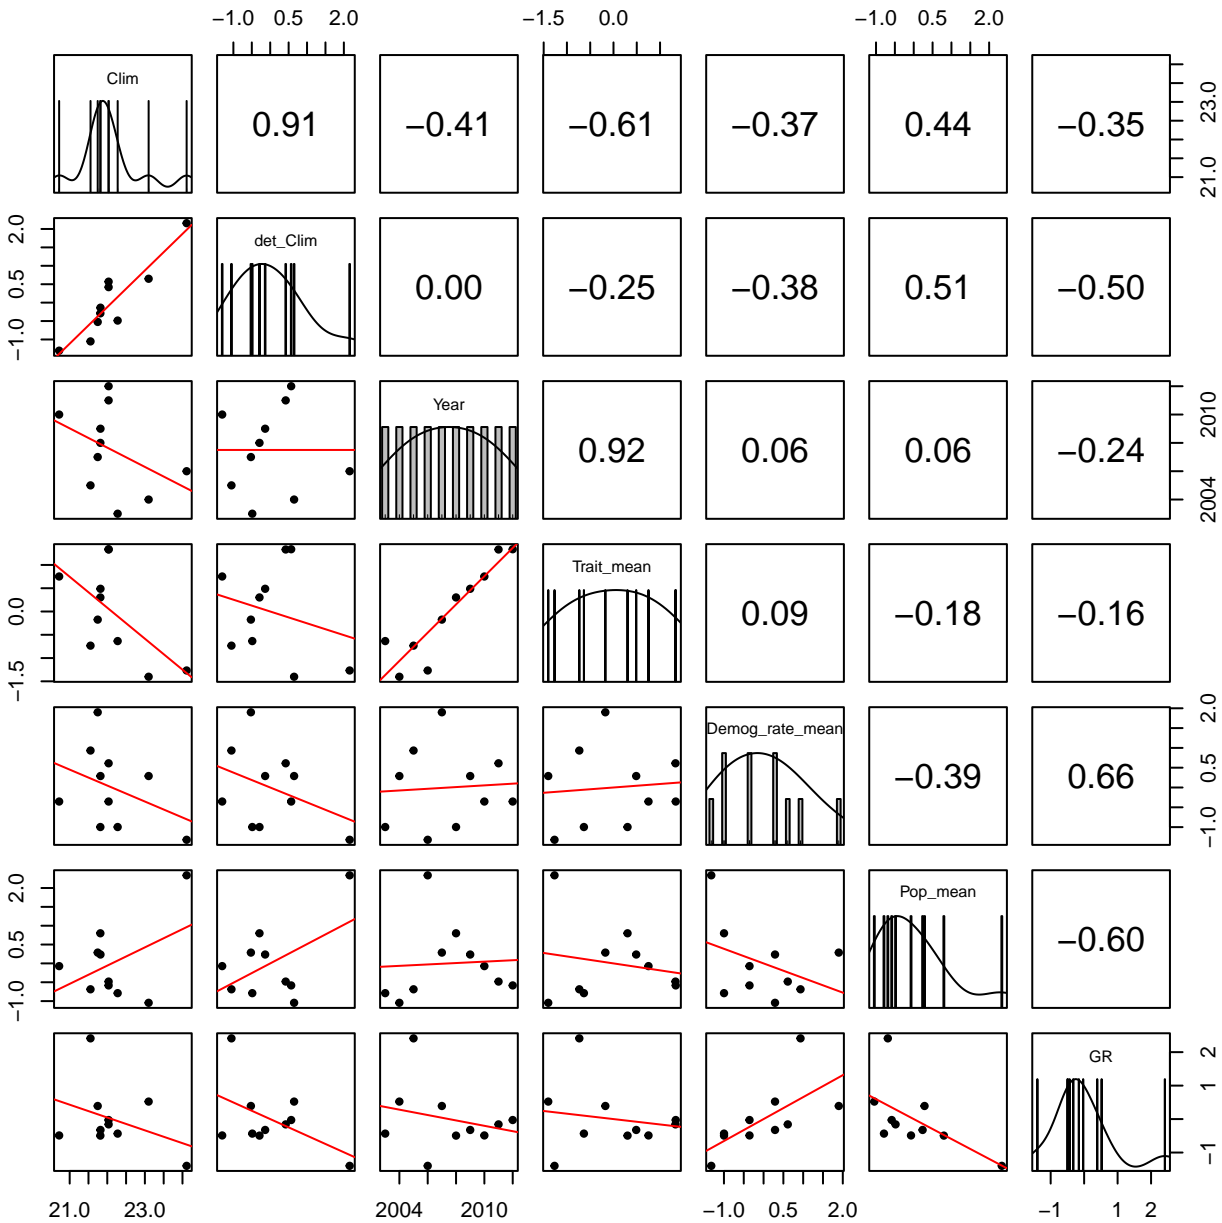 −1.0 0.5 2.0 −1.5 0.0 −1.0 0.5 2.0
Clim 0.91 −0.41 −0.61 −0.37 0.44 −0.35 21.0 23.0
−1.0 0.5 2.0 det_Clim 0.00 −0.25 −0.38 0.51 −0.50
Year 0.92 0.06 0.06 −0.24 2004 2010
−1.5 0.0 Trait_mean 0.09 −0.18 −0.16
Demog_rate_mean −0.39 0.66 −1.0 0.5 2.0
−1.0 0.5 2.0 Pop_mean −0.60
GR −1 1 2
21.0 23.0 2004 2010 −1.0 0.5 2.0 −1 1 2